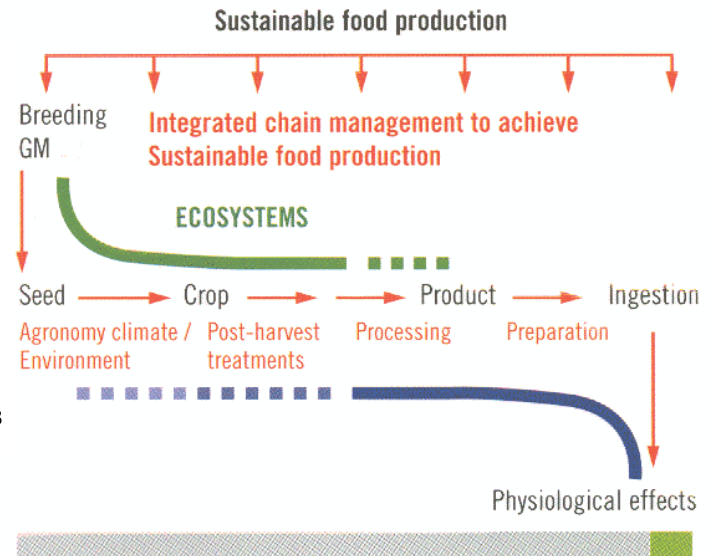 Sustainable food production
Breeding
GM
Integrated chain management to achieve
Sustainable food production
ECOSYSTEMS
Seed
Crop
Product
Ingestion
Agronomy climate /
Environment
Post-harvest
treatments
Processing
Preparation
Physiological effects